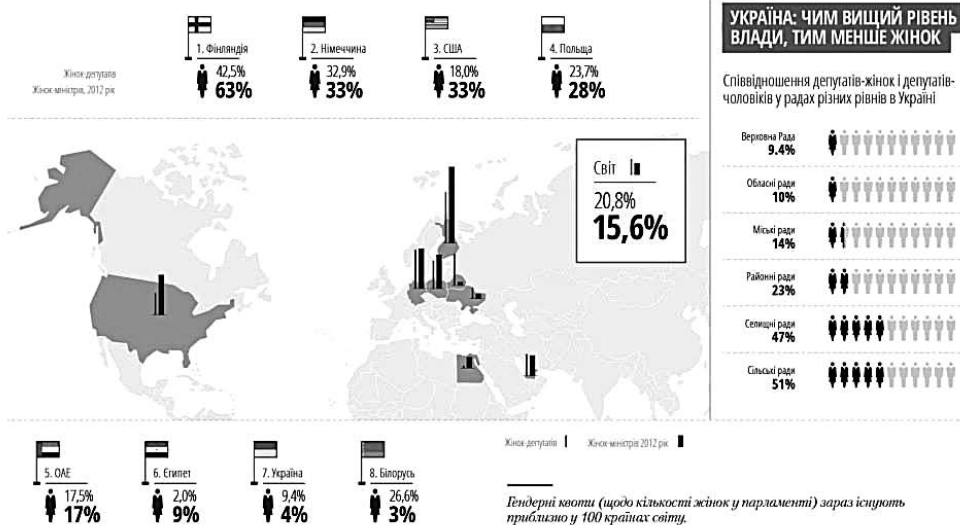 1. Фінляндія
42,5%
63%
2. Німеччина
32,9%
33%
3. США
18,0%
33%
4. Польща
23,7%
28%
Жінок-депутатів
Жінок-міністрів, 2012 рік
Світ
20,8%
15,6%
5. ОАЕ
17,5%
17%
6. Єгипет
2,0%
9%
7. Україна
9,4%
4%
8. Білорусь
26,6%
3%
Жінок-депутатів
Жінок-міністрів 2012 рік
Гендерні квоти (щодо кількості жінок у парламенті) зараз існують
приблизно у 100 країнах світу.
УКРАЇНА: ЧИМ ВИЩИЙ РІВЕНЬ
ВЛАДИ, ТИМ МЕНШЕ ЖІНОК
Співвідношення депутатів-жінок і депутатів-
чоловіків у радах різних рівнів в Україні
Верховна Рада
9.4%
Обласні ради
10%
Міські ради
14%
Районні ради
23%
Селищні ради
47%
Сільські ради
51%